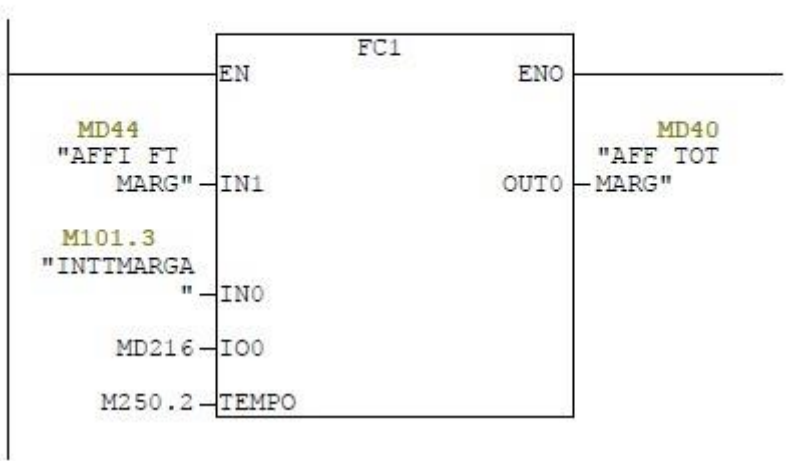 FC1
EN
ENO
MD44
"AFFI FT
MARG"
IN1
OUT0
MD40
"AFF TOT
MARG"
M101.3
"INTTMARGA
"
IN0
MD216
IO0
M250.2
TEMPO